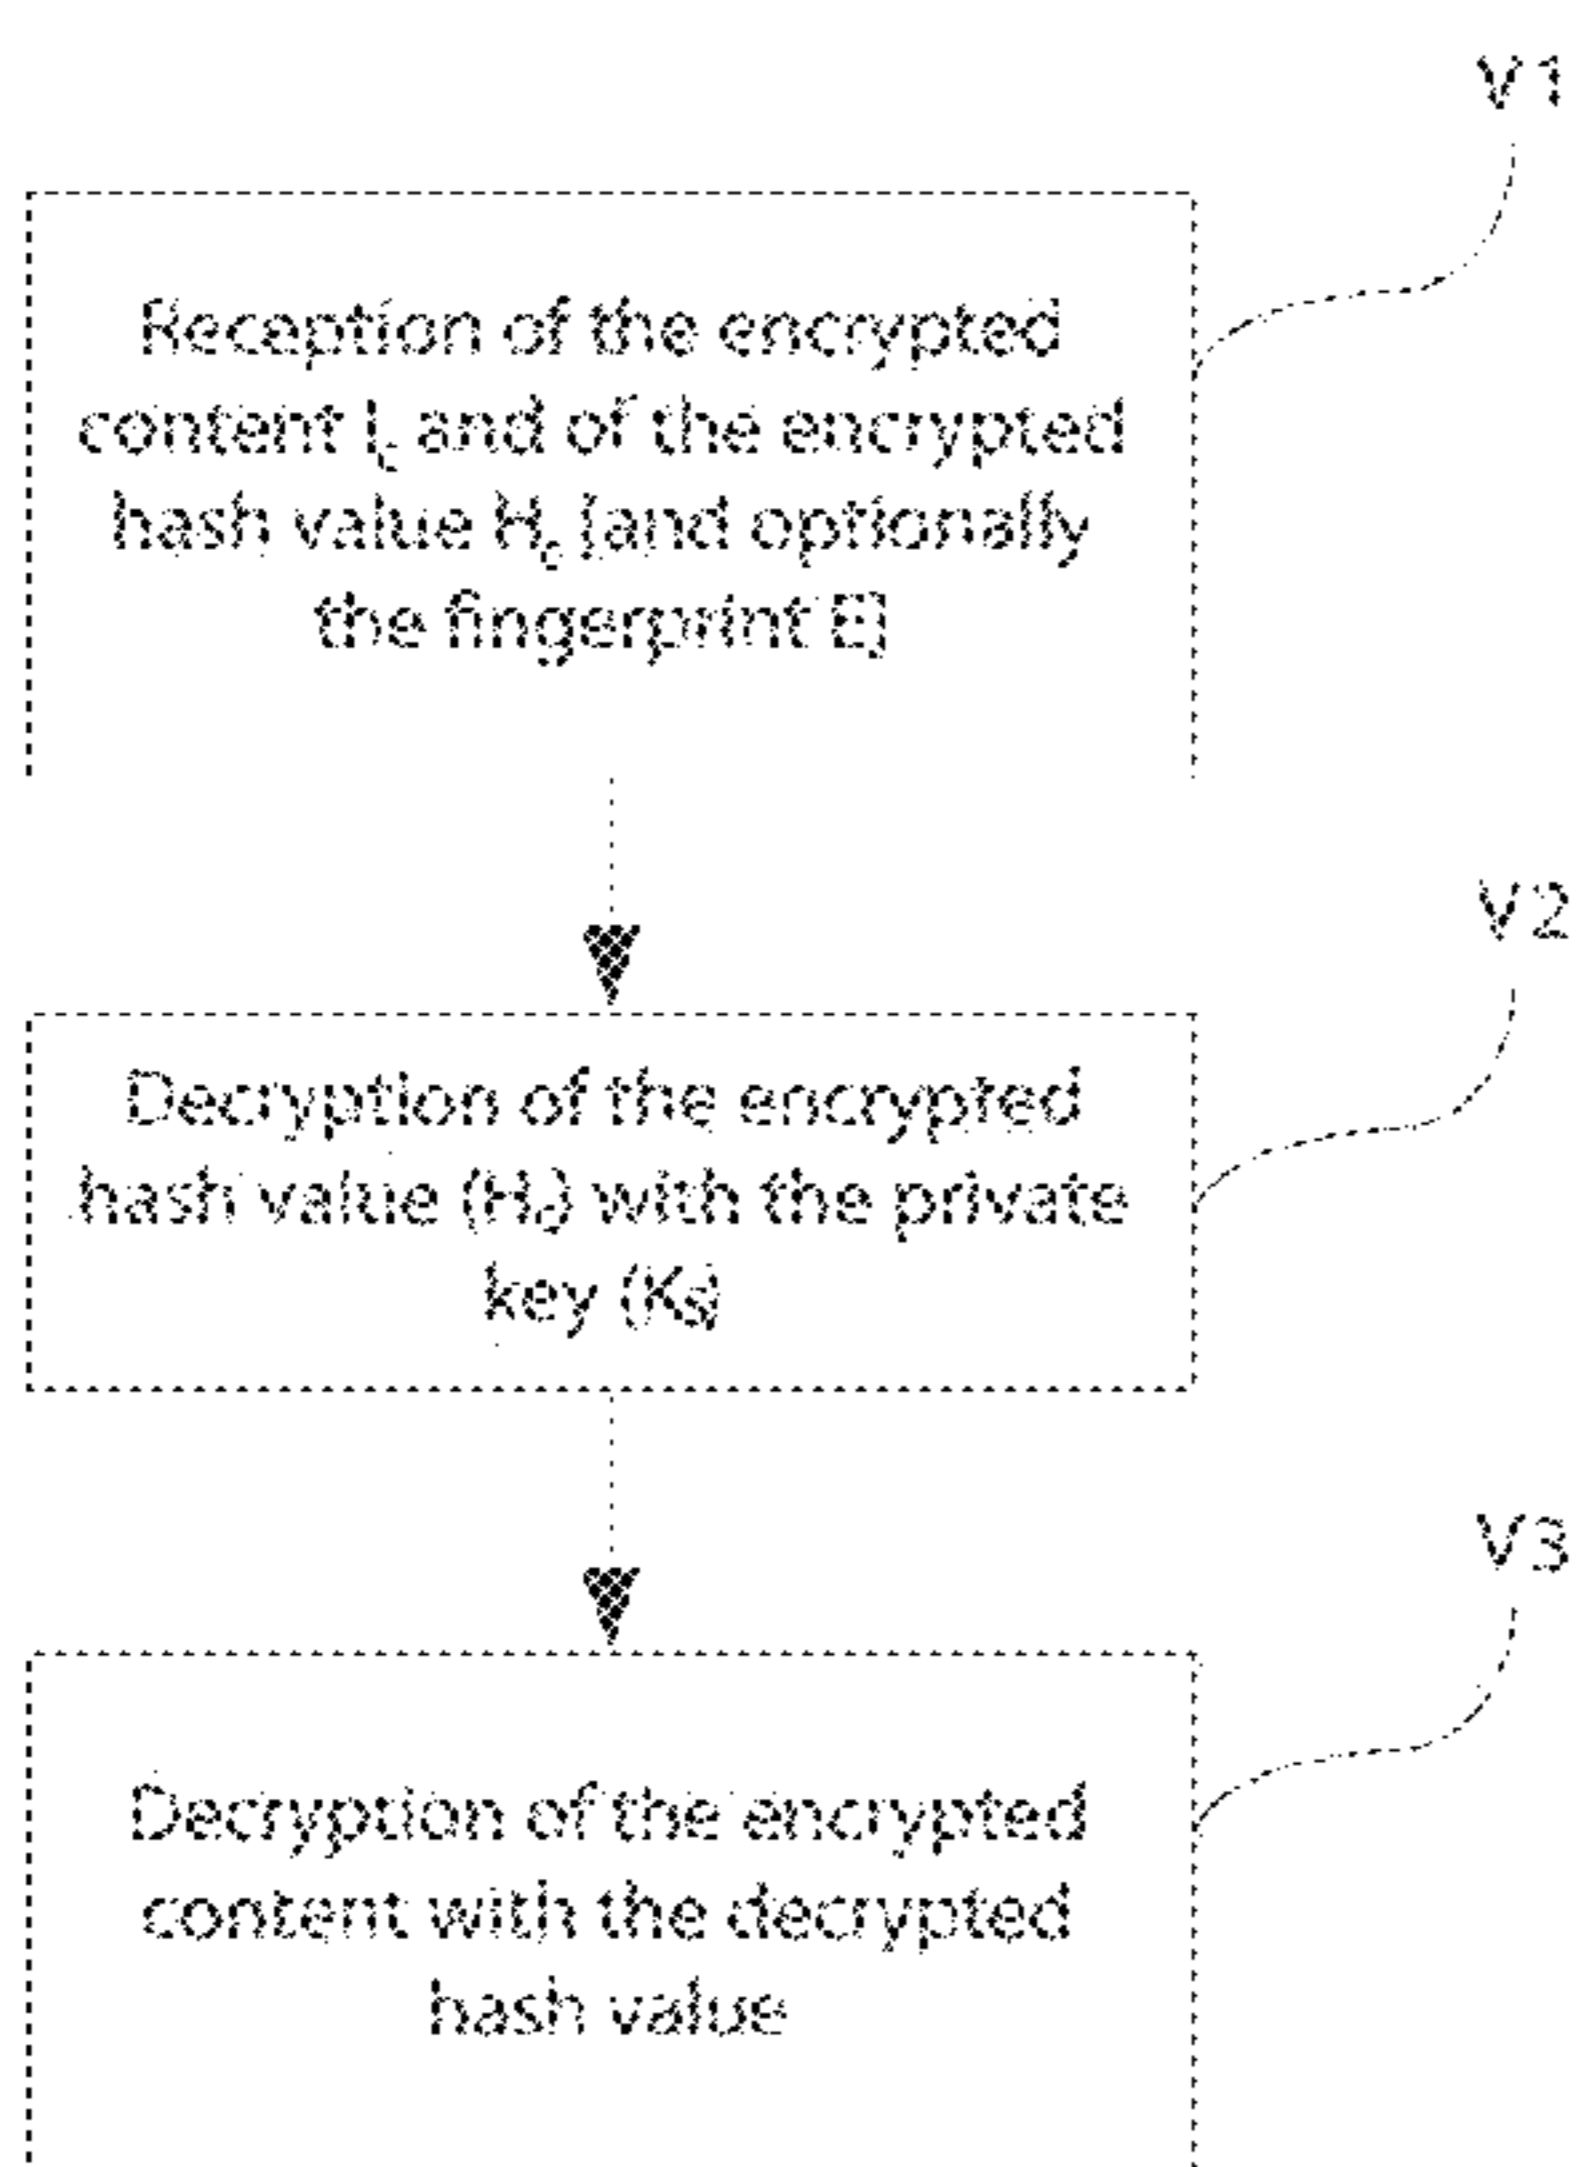 V1
Reception of the encrypted
content Ic and of the encrypted
hash value Hc [and optionally
the fingerprint E]
V2
Decryption of the encrypted
hash value (Hc) with the private
key (Ks)
V3
Decryption of the encrypted
content with the decrypted
hash value